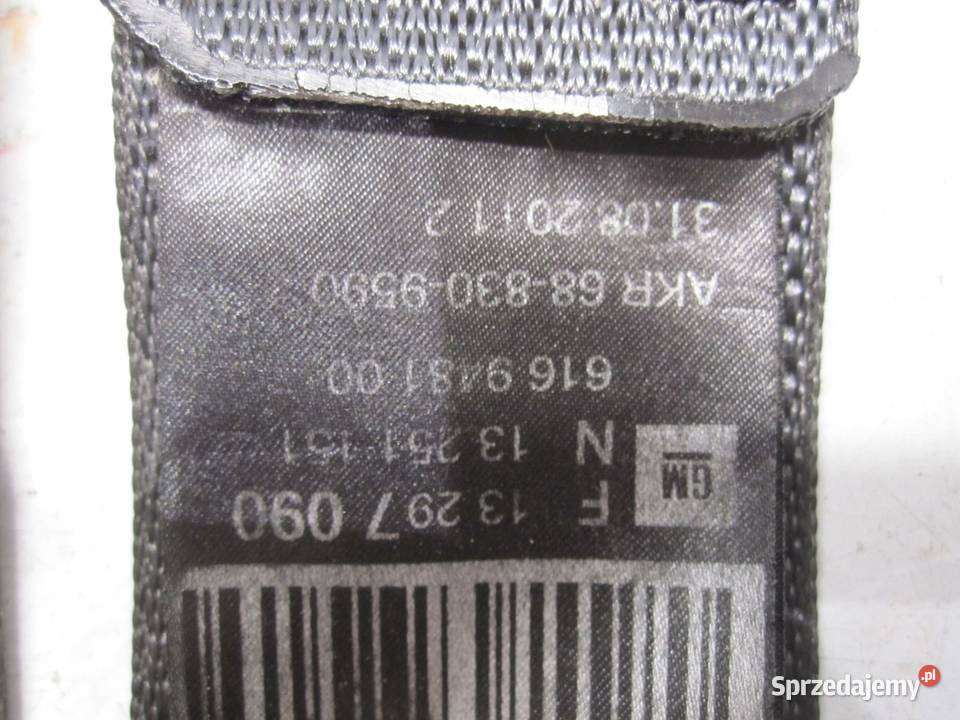 GM
F 13 297 090
N 13 251 151
616 9481 00
AKR 68-830-9590
31.08.2011 2
Sprzedajemy.pl